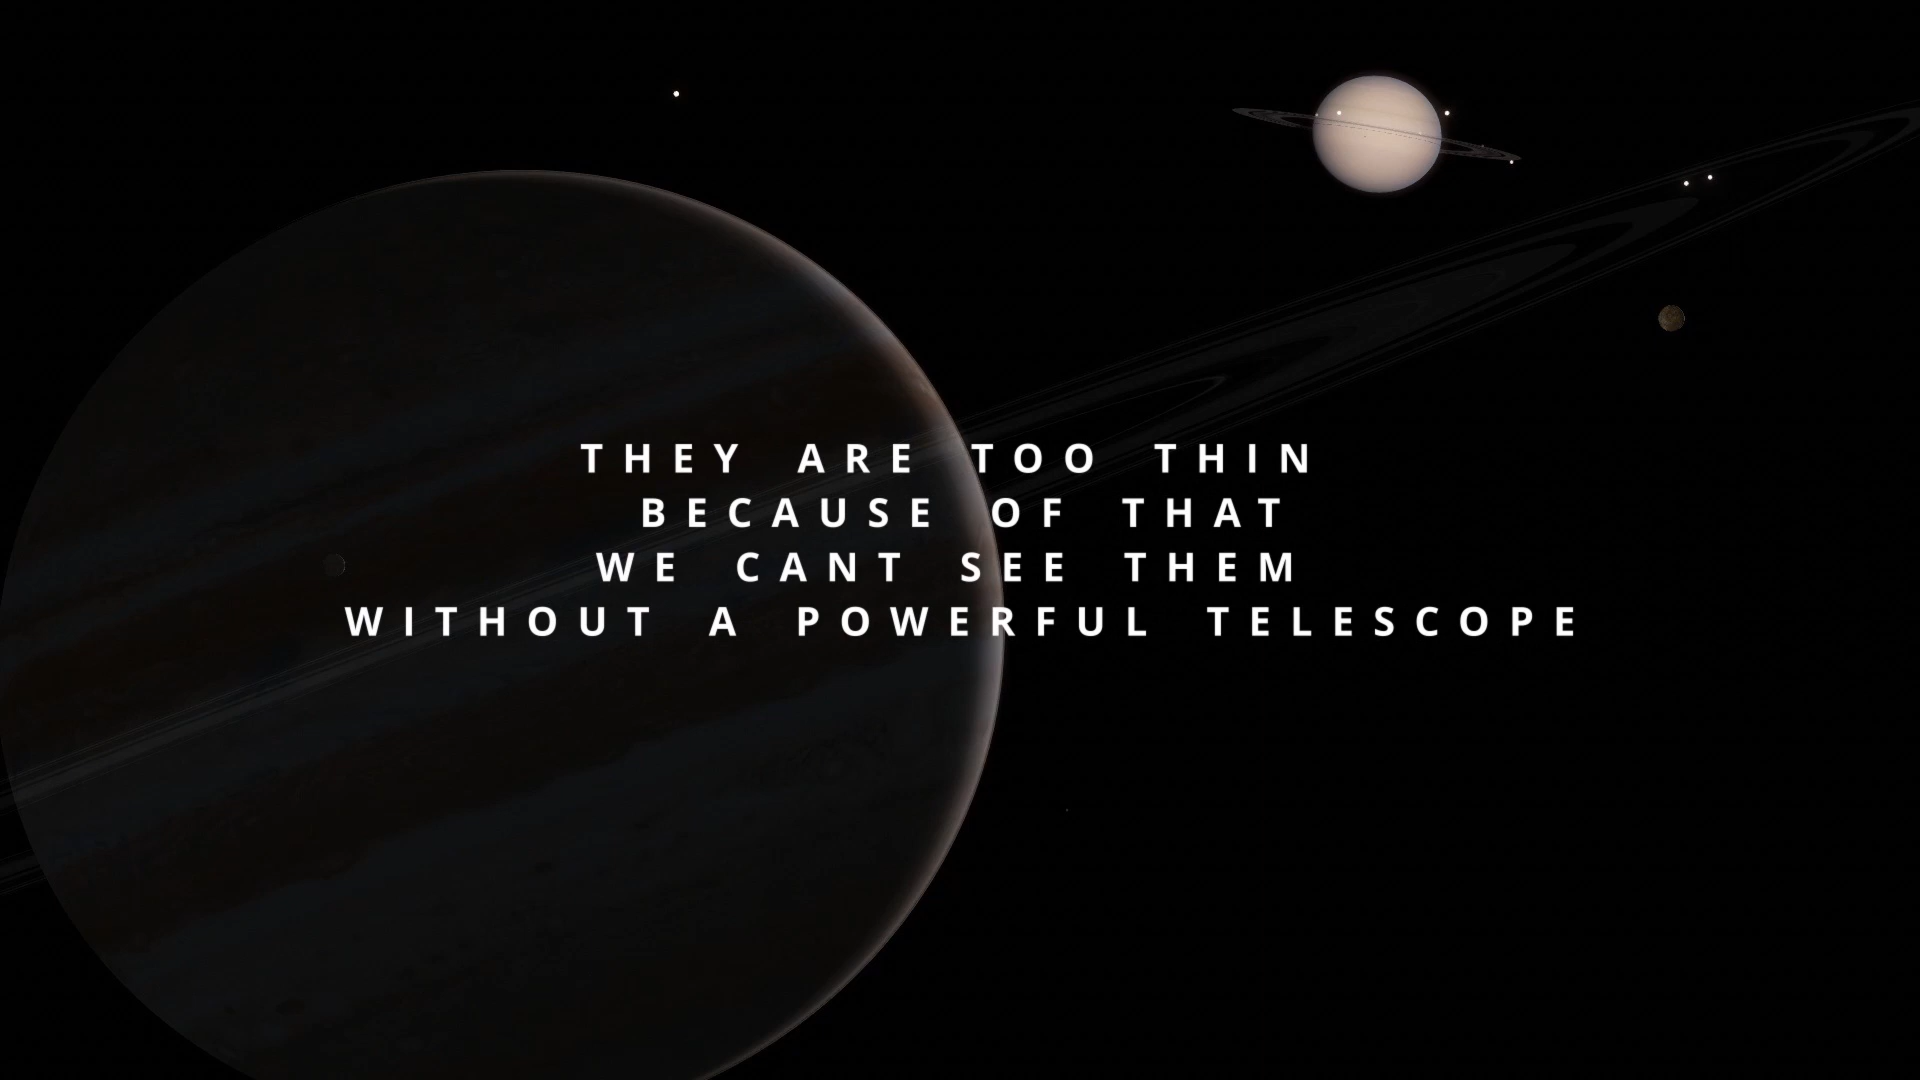 THEY ARE TOO THIN
BECAUSE OF THAT
WE CANT SEE THEM
WITHOUT A POWERFUL TELESCOPE